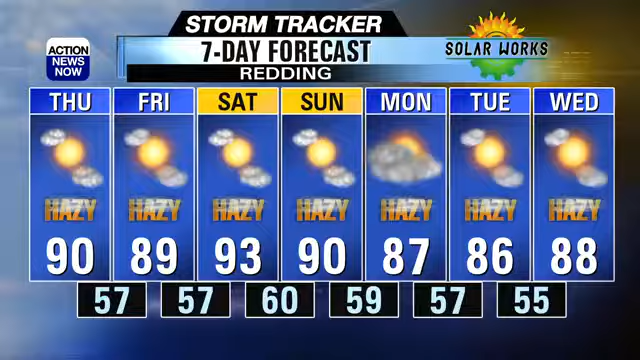 STORM TRACKER
ACTION
NEWS
NOW
7-DAY FORECAST
SOLAR WORKS
REDDING
THU FRI SAT SUN MON TUE WED
HAZY HAZY HAZY HAZY HAZY HAZY HAZY
90 89 93 90 87 86 88
57 57 60 59 57 55